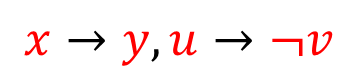 x → y, u → ¬v